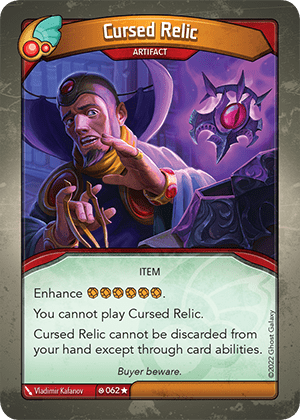 Cursed Relic
ARTIFACT
ITEM
Enhance
You cannot play Cursed Relic.
Cursed Relic cannot be discarded from
your hand except through card abilities.
Buyer beware.
Vladimir Kafanov
062
©2022 Ghost Galaxy